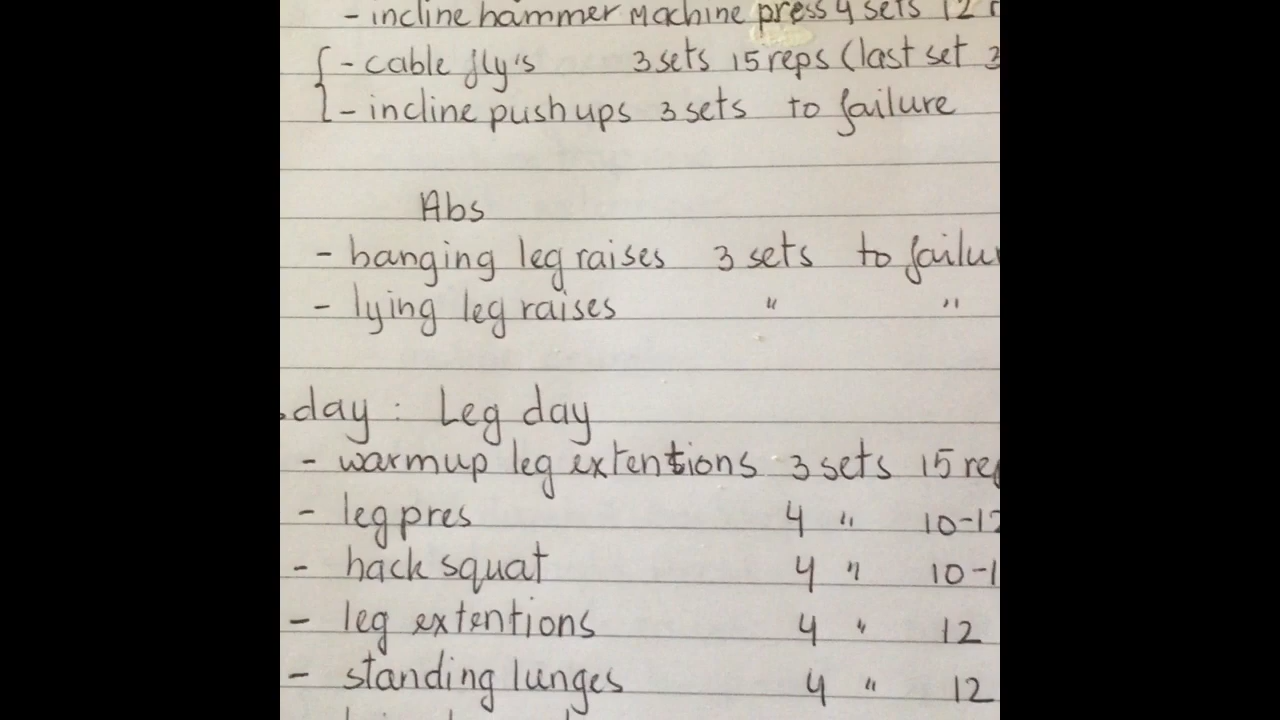 - incline hammer machine press 4 sets 12
- cable fly's 3 sets 15 reps (last set 3
- incline push ups 3 sets to failure
Abs
- hanging leg raises 3 sets to failu
- lying leg raises " "
day: Leg day
- warmup leg extentions 3 sets 15 re
- leg pres 4 " 10-12
- hack squat 4 " 10-1
- leg extentions 4 " 12
- standing lunges 4 " 12